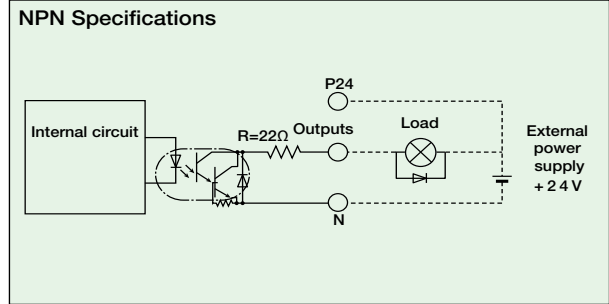 NPN Specifications
P24
Internal circuit
R=22Ω
Outputs
Load
External
power
supply
+24V
N